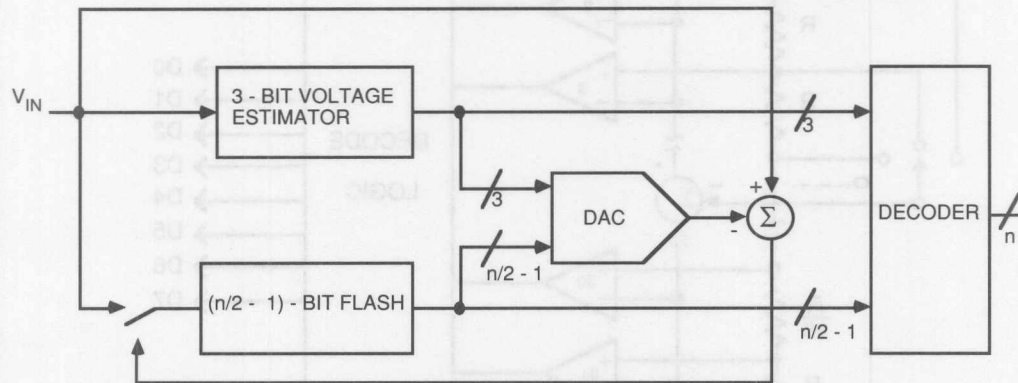 V_IN
3 - BIT VOLTAGE
ESTIMATOR
3
3
DAC
+
Σ
-
DECODER
n
n/2 - 1
(n/2 - 1) - BIT FLASH
n/2 - 1